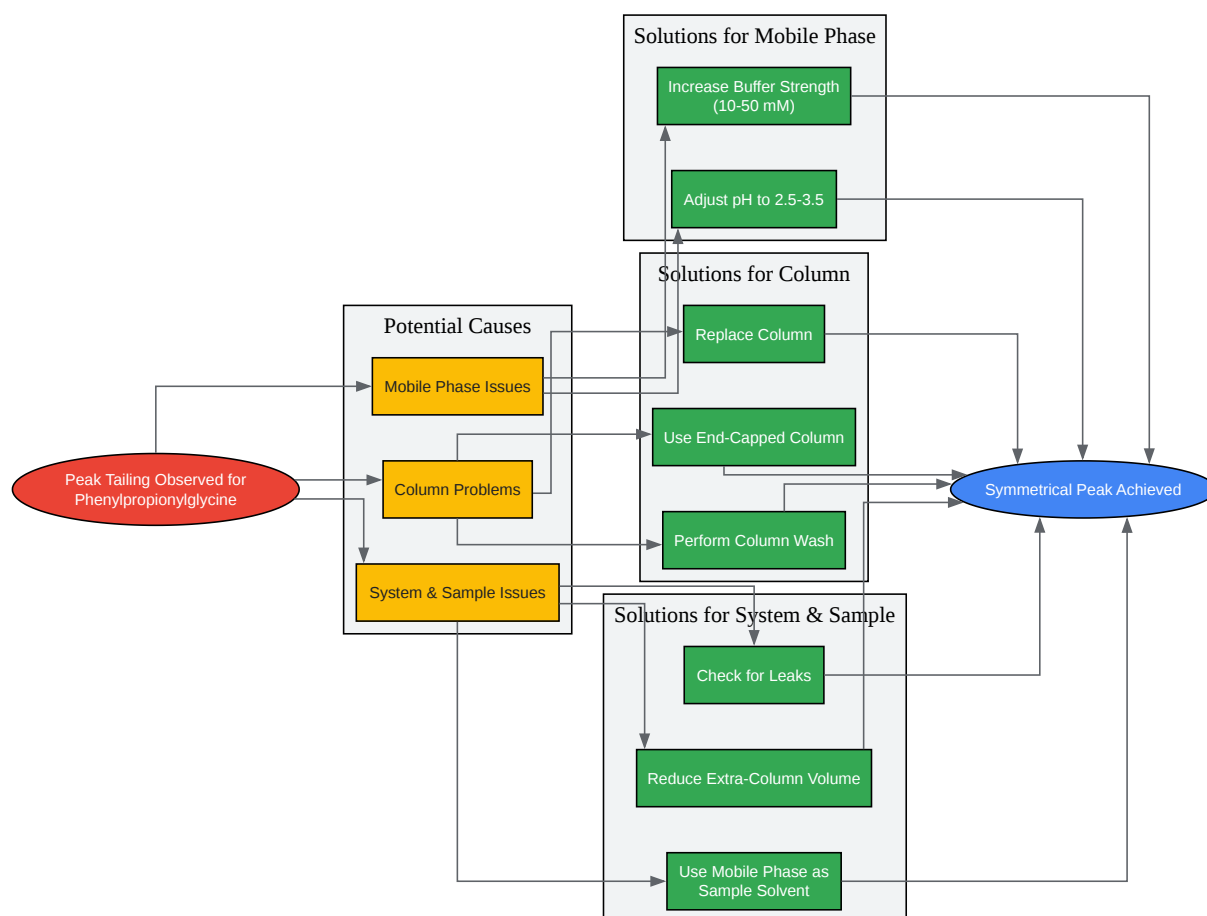 Peak Tailing Observed for
Phenylpropionylglycine
Potential Causes
Mobile Phase Issues
Column Problems
System & Sample Issues
Solutions for Mobile Phase
Increase Buffer Strength
(10-50 mM)
Adjust pH to 2.5-3.5
Solutions for Column
Replace Column
Use End-Capped Column
Perform Column Wash
Solutions for System & Sample
Check for Leaks
Reduce Extra-Column Volume
Use Mobile Phase as
Sample Solvent
Symmetrical Peak Achieved